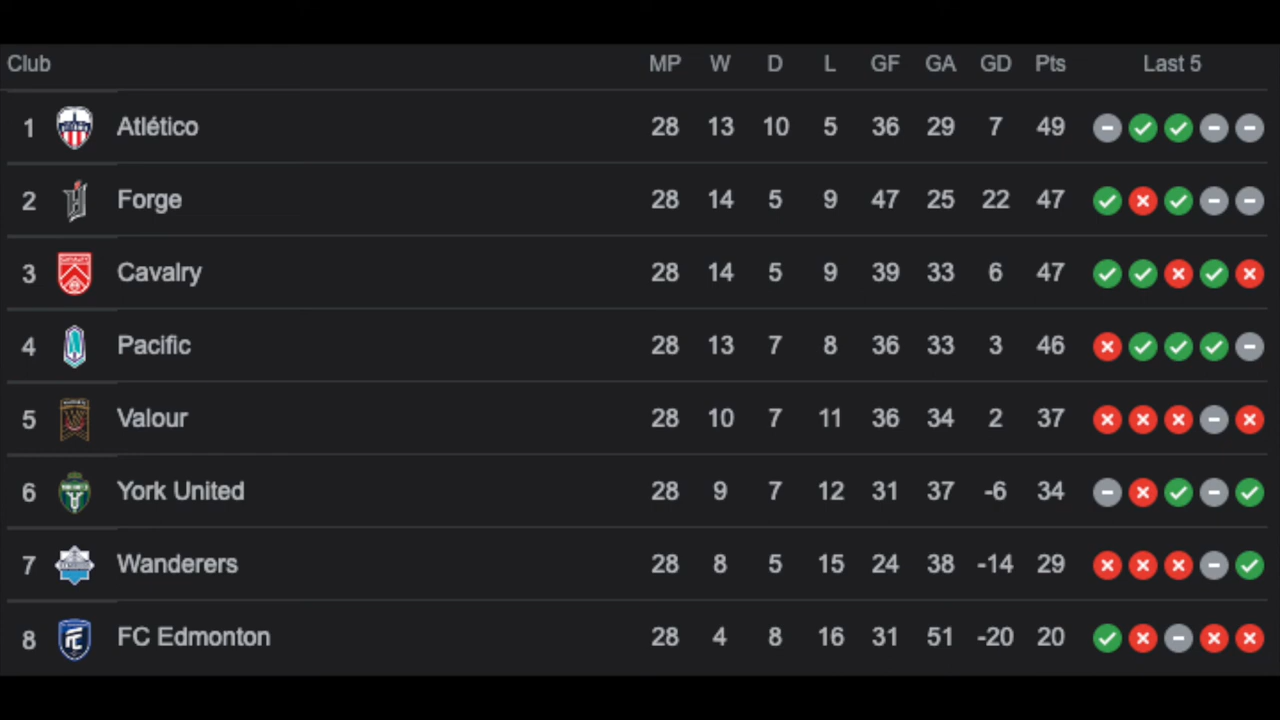 Club MP W D L GF GA GD Pts Last 5
1 Atlético 28 13 10 5 36 29 7 49
2 Forge 28 14 5 9 47 25 22 47
3 Cavalry 28 14 5 9 39 33 6 47
4 Pacific 28 13 7 8 36 33 3 46
5 Valour 28 10 7 11 36 34 2 37
6 York United 28 9 7 12 31 37 -6 34
7 Wanderers 28 8 5 15 24 38 -14 29
8 FC Edmonton 28 4 8 16 31 51 -20 20